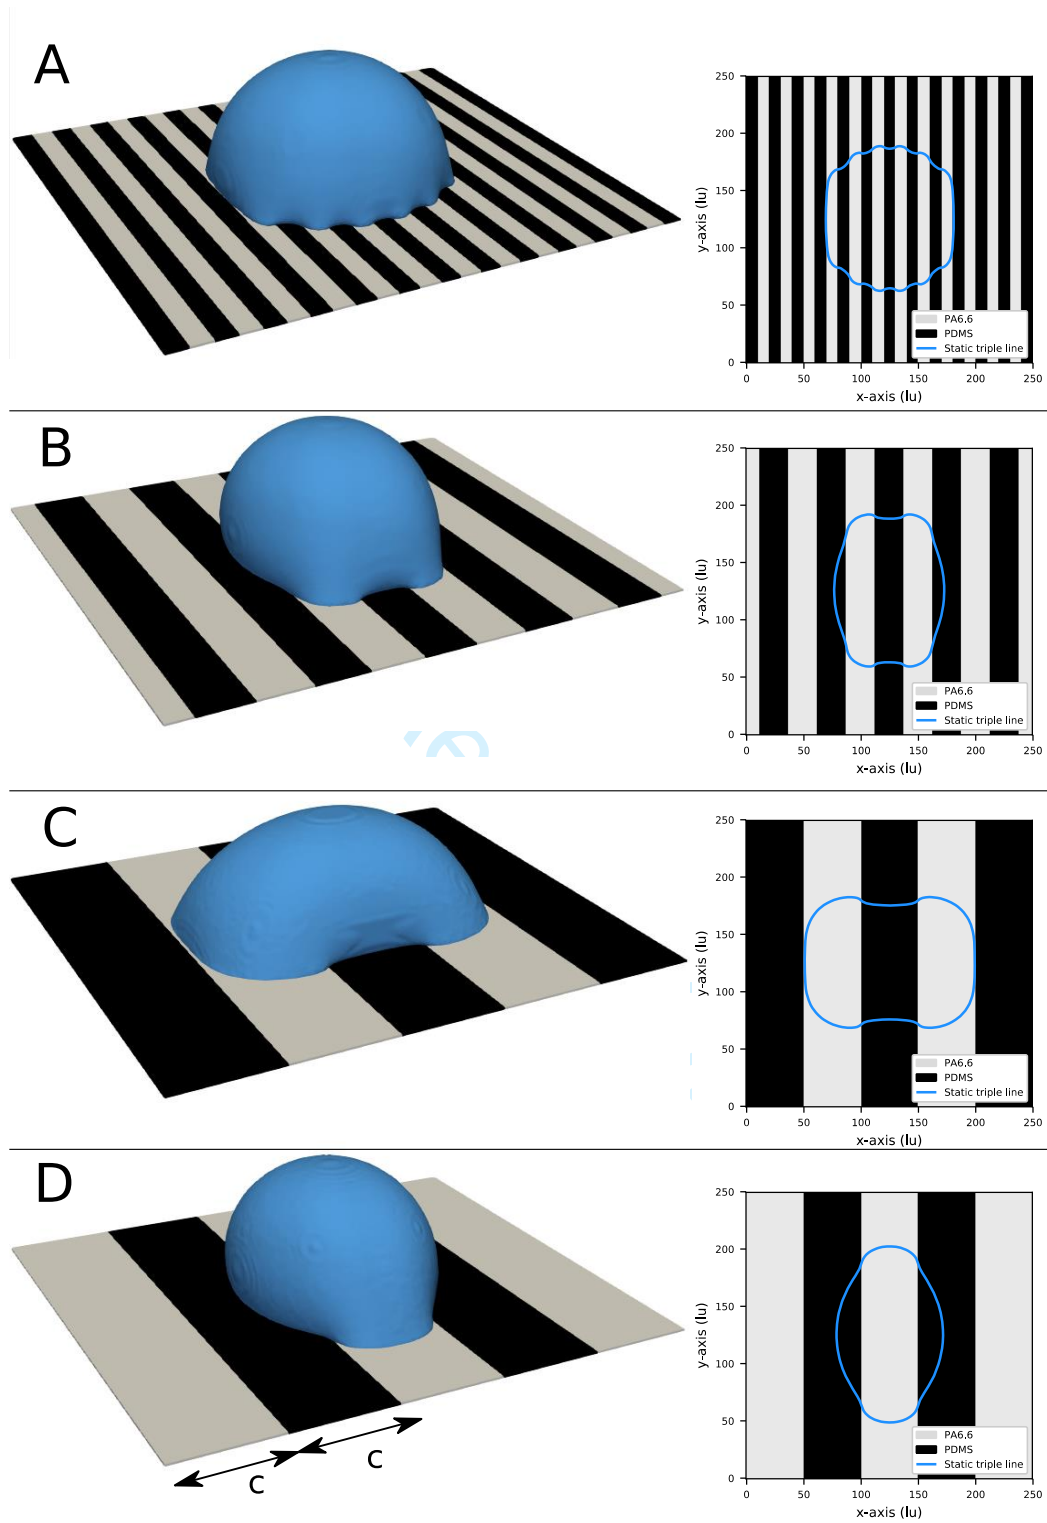 A
250
200
150
100
50
0
y-axis (lu)
PA6.6
PDMS
Static triple line
0 50 100 150 200 250
x-axis (lu)
B
250
200
150
100
50
0
y-axis (lu)
PA6.6
PDMS
Static triple line
0 50 100 150 200 250
x-axis (lu)
C
250
200
150
100
50
0
y-axis (lu)
PA6.6
PDMS
Static triple line
0 50 100 150 200 250
x-axis (lu)
D
250
200
150
100
50
0
y-axis (lu)
PA6.6
PDMS
Static triple line
0 50 100 150 200 250
x-axis (lu)
c
c